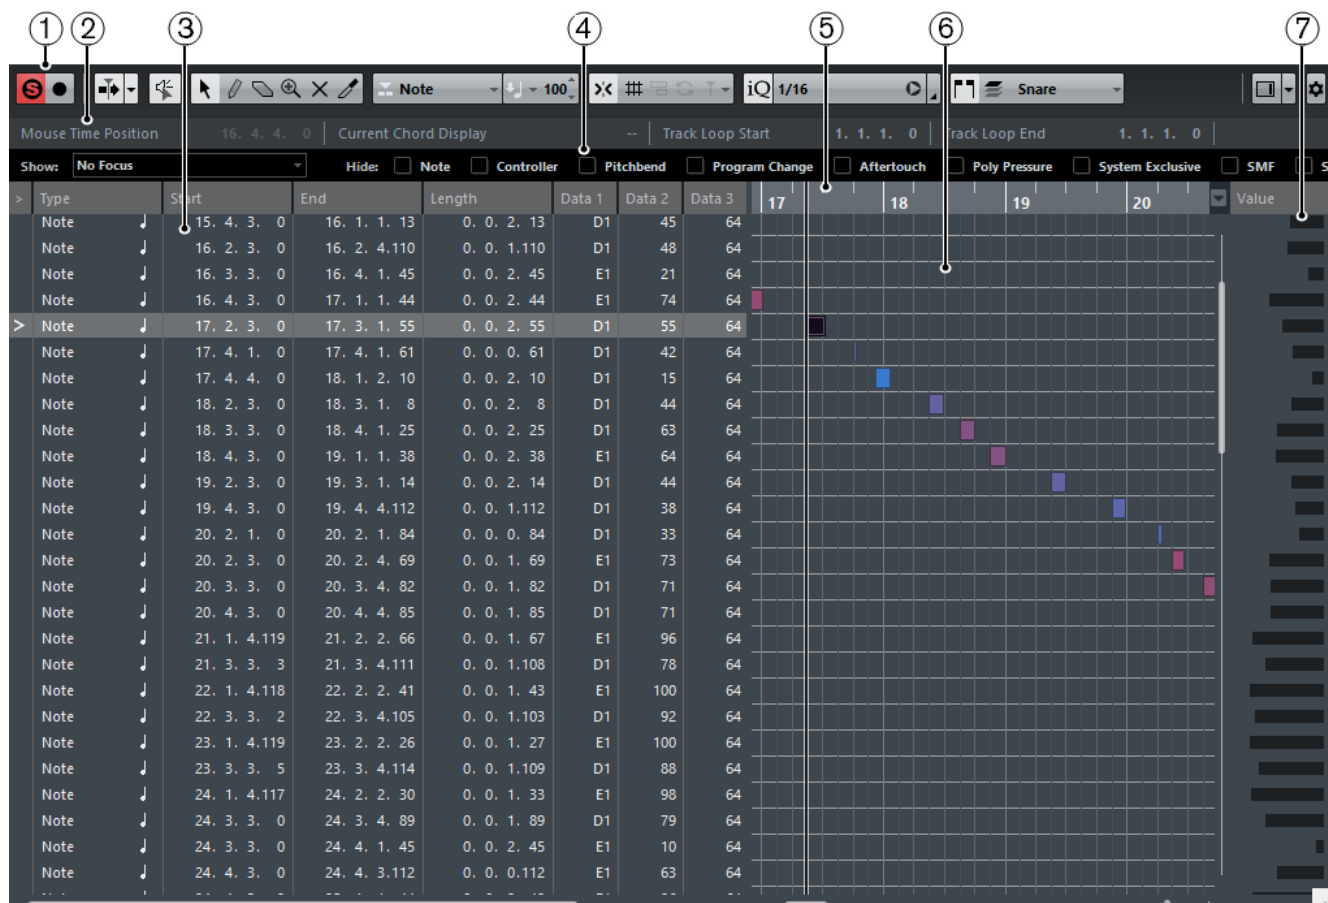 1 2 3 4 5 6 7
S Note 100 iQ 1/16 Snare
Mouse Time Position 16. 4. 4. 0 Current Chord Display -- Track Loop Start 1. 1. 1. 0 Track Loop End 1. 1. 1. 0
Show: No Focus Hide: Note Controller Pitchbend Program Change Aftertouch Poly Pressure System Exclusive SMF S
> Type Start End Length Data 1 Data 2 Data 3 17 18 19 20 Value
Note 15. 4. 3. 0 16. 1. 1. 13 0. 0. 2. 13 D1 45 64
Note 16. 2. 3. 0 16. 2. 4.110 0. 0. 1.110 D1 48 64
Note 16. 3. 3. 0 16. 4. 1. 45 0. 0. 2. 45 E1 21 64
Note 16. 4. 3. 0 17. 1. 1. 44 0. 0. 2. 44 E1 74 64
> Note 17. 2. 3. 0 17. 3. 1. 55 0. 0. 2. 55 D1 55 64
Note 17. 4. 1. 0 17. 4. 1. 61 0. 0. 0. 61 D1 42 64
Note 17. 4. 4. 0 18. 1. 2. 10 0. 0. 2. 10 D1 15 64
Note 18. 2. 3. 0 18. 3. 1. 8 0. 0. 2. 8 D1 44 64
Note 18. 3. 3. 0 18. 4. 1. 25 0. 0. 2. 25 D1 63 64
Note 18. 4. 3. 0 19. 1. 1. 38 0. 0. 2. 38 E1 64 64
Note 19. 2. 3. 0 19. 3. 1. 14 0. 0. 2. 14 D1 44 64
Note 19. 4. 3. 0 19. 4. 4.112 0. 0. 1.112 D1 38 64
Note 20. 2. 1. 0 20. 2. 1. 84 0. 0. 0. 84 D1 33 64
Note 20. 2. 3. 0 20. 2. 4. 69 0. 0. 1. 69 E1 73 64
Note 20. 3. 3. 0 20. 3. 4. 82 0. 0. 1. 82 D1 71 64
Note 20. 4. 3. 0 20. 4. 4. 85 0. 0. 1. 85 D1 71 64
Note 21. 1. 4.119 21. 2. 2. 66 0. 0. 1. 67 E1 96 64
Note 21. 3. 3. 3 21. 3. 4.111 0. 0. 1.108 D1 78 64
Note 22. 1. 4.118 22. 2. 2. 41 0. 0. 1. 43 E1 100 64
Note 22. 3. 3. 2 22. 3. 4.105 0. 0. 1.103 D1 92 64
Note 23. 1. 4.119 23. 2. 2. 26 0. 0. 1. 27 E1 100 64
Note 23. 3. 3. 5 23. 3. 4.114 0. 0. 1.109 D1 88 64
Note 24. 1. 4.117 24. 2. 2. 30 0. 0. 1. 33 E1 98 64
Note 24. 3. 3. 0 24. 3. 4. 89 0. 0. 1. 89 D1 79 64
Note 24. 3. 3. 0 24. 4. 1. 45 0. 0. 2. 45 E1 10 64
Note 24. 4. 3. 0 24. 4. 3.112 0. 0. 0.112 E1 63 64